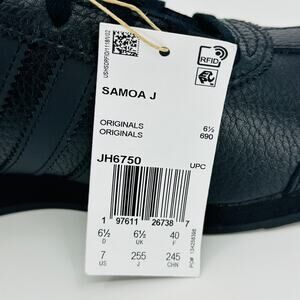 RFID
SAMOA J
ORIGINALS 6½
ORIGINALS 690
JH6750
UPC
1 97611 26738 7
6½ 6½ 40
D UK F
7 255 245
US J CHN